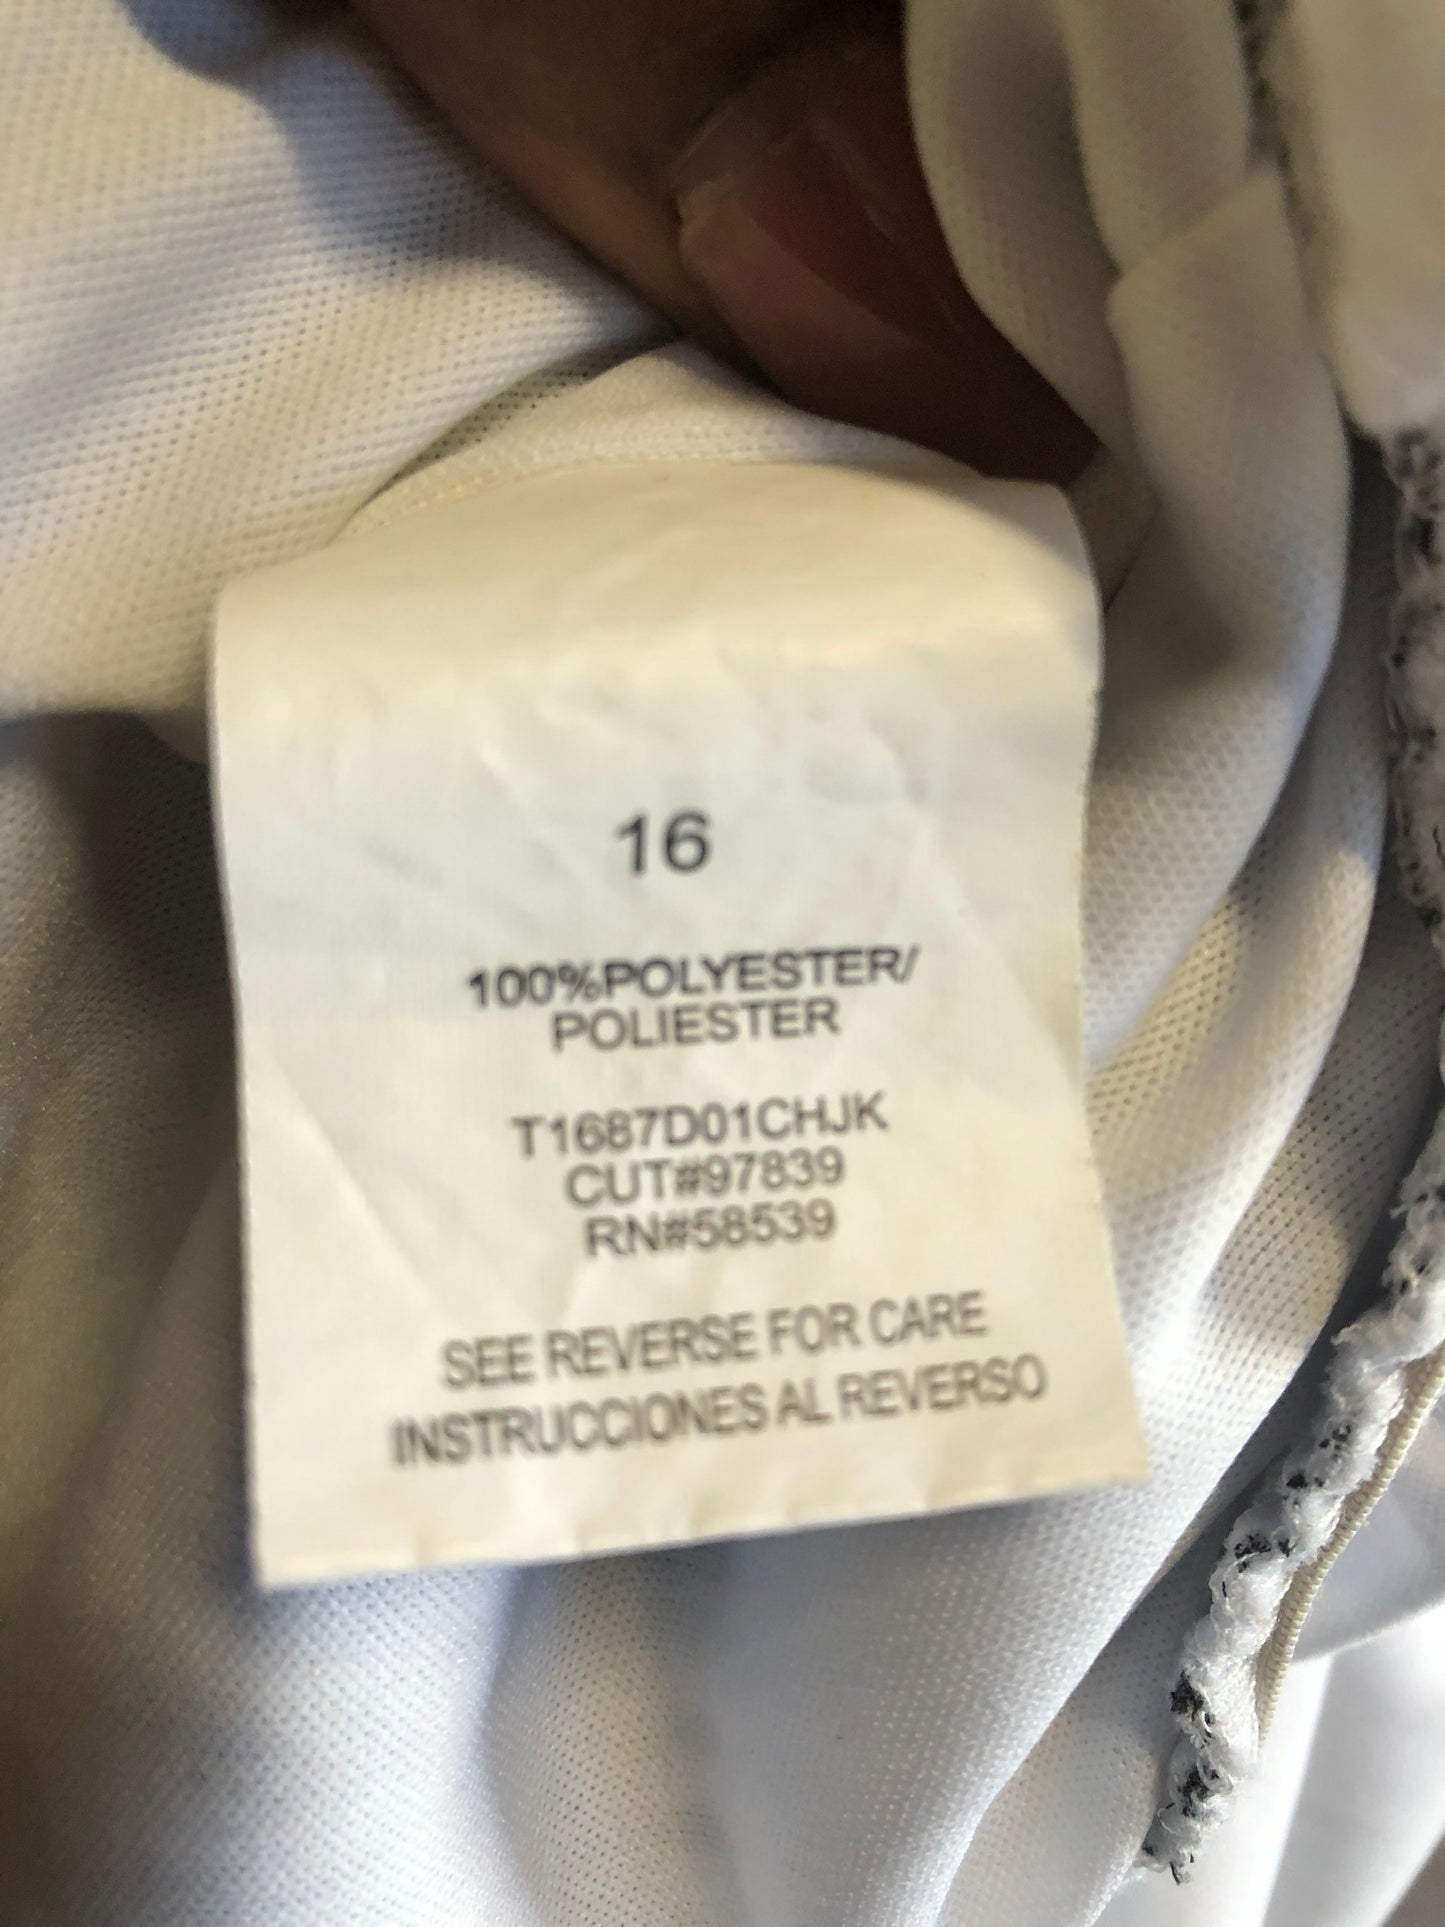 16
100%POLYESTER/
POLIESTER
T1687D01CHJK
CUT#97839
RN#58539
SEE REVERSE FOR CARE
INSTRUCCIONES AL REVERSO